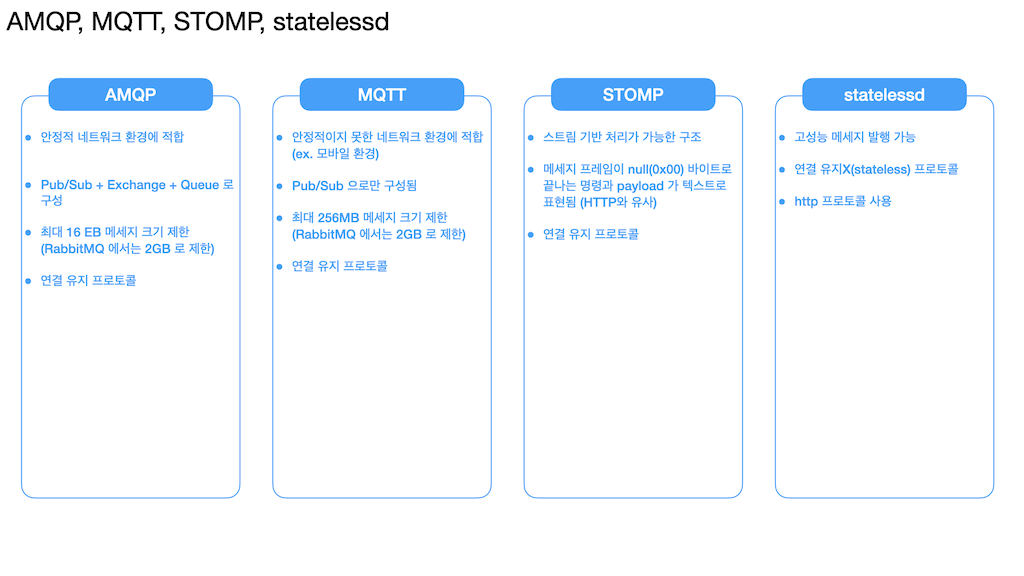 AMQP, MQTT, STOMP, statelessd
AMQP
안정적 네트워크 환경에 적합
Pub/Sub + Exchange + Queue 로
구성
최대 16 EB 메세지 크기 제한
(RabbitMQ 에서는 2GB 로 제한)
연결 유지 프로토콜
MQTT
안정적이지 못한 네트워크 환경에 적합
(ex. 모바일 환경)
Pub/Sub 으로만 구성됨
최대 256MB 메세지 크기 제한
(RabbitMQ 에서는 2GB 로 제한)
연결 유지 프로토콜
STOMP
스트림 기반 처리가 가능한 구조
메세지 프레임이 null(0x00) 바이트로
끝나는 명령과 payload 가 텍스트로
표현됨 (HTTP와 유사)
연결 유지 프로토콜
statelessd
고성능 메세지 발행 가능
연결 유지X(stateless) 프로토콜
http 프로토콜 사용